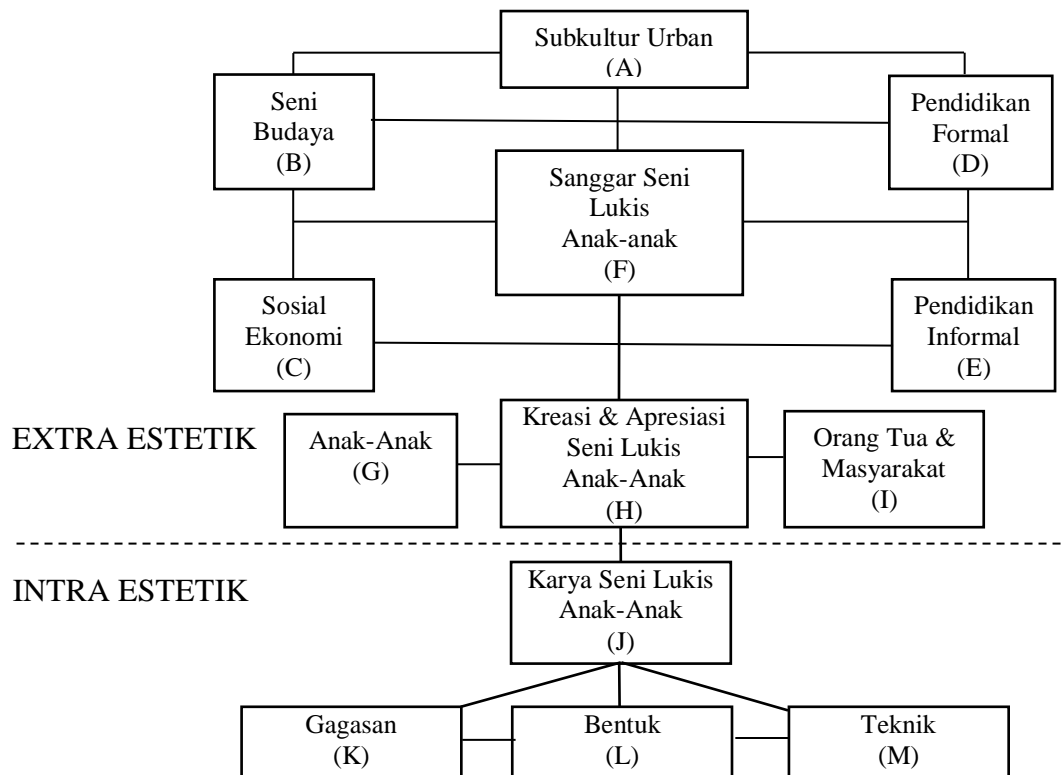 Subkultur Urban
(A)
Seni
Budaya
(B)
Pendidikan
Formal
(D)
Sanggar Seni
Lukis
Anak-anak
(F)
Sosial
Ekonomi
(C)
Pendidikan
Informal
(E)
EXTRA ESTETIK
Anak-Anak
(G)
Kreasi & Apresiasi
Seni Lukis
Anak-Anak
(H)
Orang Tua &
Masyarakat
(I)
INTRA ESTETIK
Karya Seni Lukis
Anak-Anak
(J)
Gagasan
(K)
Bentuk
(L)
Teknik
(M)